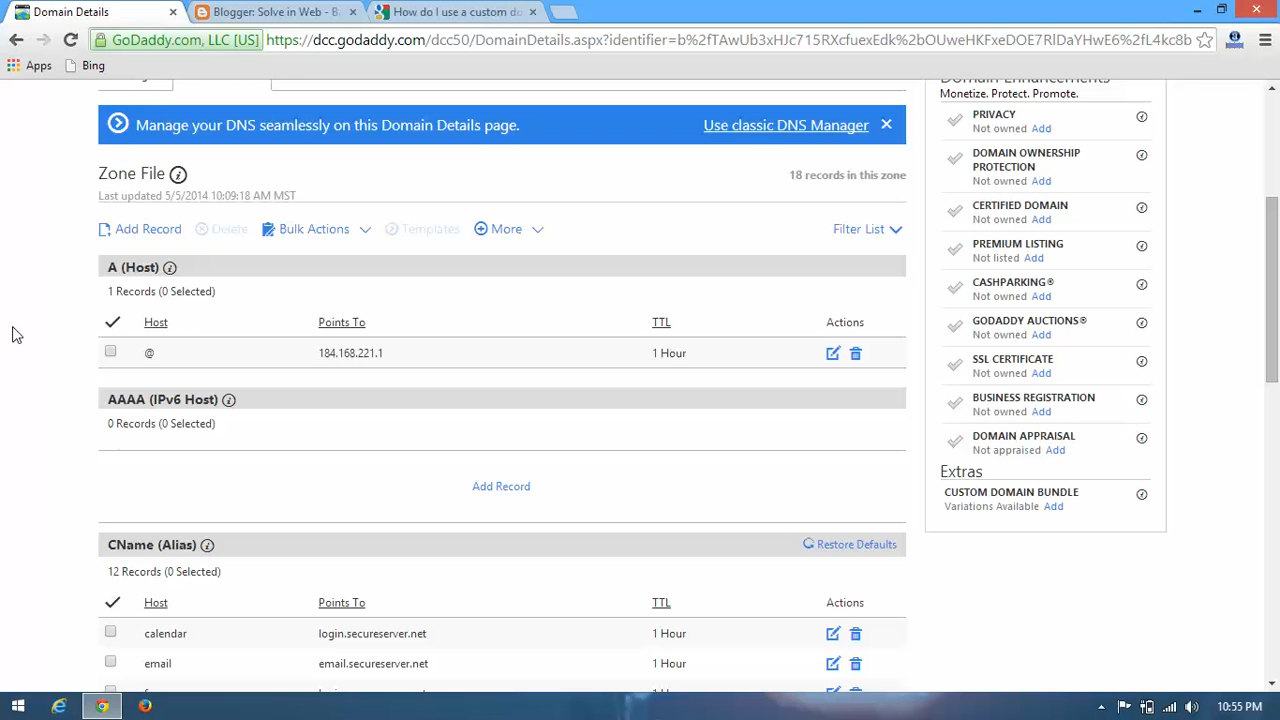 Domain Details
Blogger: Solve in Web - B
How do I use a custom do
GoDaddy.com, LLC [US]
https://dcc.godaddy.com/dcc50/DomainDetails.aspx?identifier=b%2fTAwUb3xHJc715RXcfuexEdk%2bOUweHKFxeDOE7RlDaYHwE6%2fL4kc8b
Apps
Bing
Manage your DNS seamlessly on this Domain Details page.
Use classic DNS Manager
Zone File
18 records in this zone
Last updated 5/5/2014 10:09:18 AM MST
Add Record
Delete
Bulk Actions
Templates
More
Filter List
A (Host)
1 Records (0 Selected)
Host
Points To
TTL
Actions
@
184.168.221.1
1 Hour
AAAA (IPv6 Host)
0 Records (0 Selected)
Add Record
CName (Alias)
Restore Defaults
12 Records (0 Selected)
Host
Points To
TTL
Actions
calendar
login.secureserver.net
1 Hour
email
email.secureserver.net
1 Hour
Domain Enhancements
Monetize. Protect. Promote.
PRIVACY
Not owned Add
DOMAIN OWNERSHIP
PROTECTION
Not owned Add
CERTIFIED DOMAIN
Not owned Add
PREMIUM LISTING
Not listed Add
CASHPARKING®
Not owned Add
GODADDY AUCTIONS®
Not owned Add
SSL CERTIFICATE
Not owned Add
BUSINESS REGISTRATION
Not owned Add
DOMAIN APPRAISAL
Not appraised Add
Extras
CUSTOM DOMAIN BUNDLE
Variations Available Add
10:55 PM